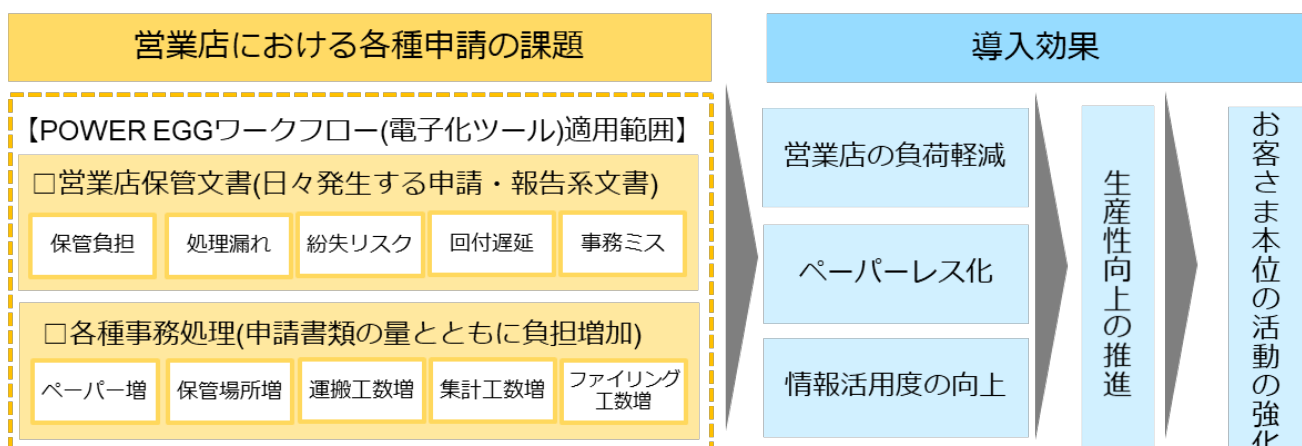 営業店における各種申請の課題
導入効果
【POWER EGGワークフロー(電子化ツール)適用範囲】
□営業店保管文書(日々発生する申請・報告系文書)
保管負担
処理漏れ
紛失リスク
回付遅延
事務ミス
□各種事務処理(申請書類の量とともに負担増加)
ペーパー増
保管場所増
運搬工数増
集計工数増
ファイリング
工数増
営業店の負荷軽減
ペーパーレス化
情報活用度の向上
生産性向上の推進
お客さま本位の活動の強化